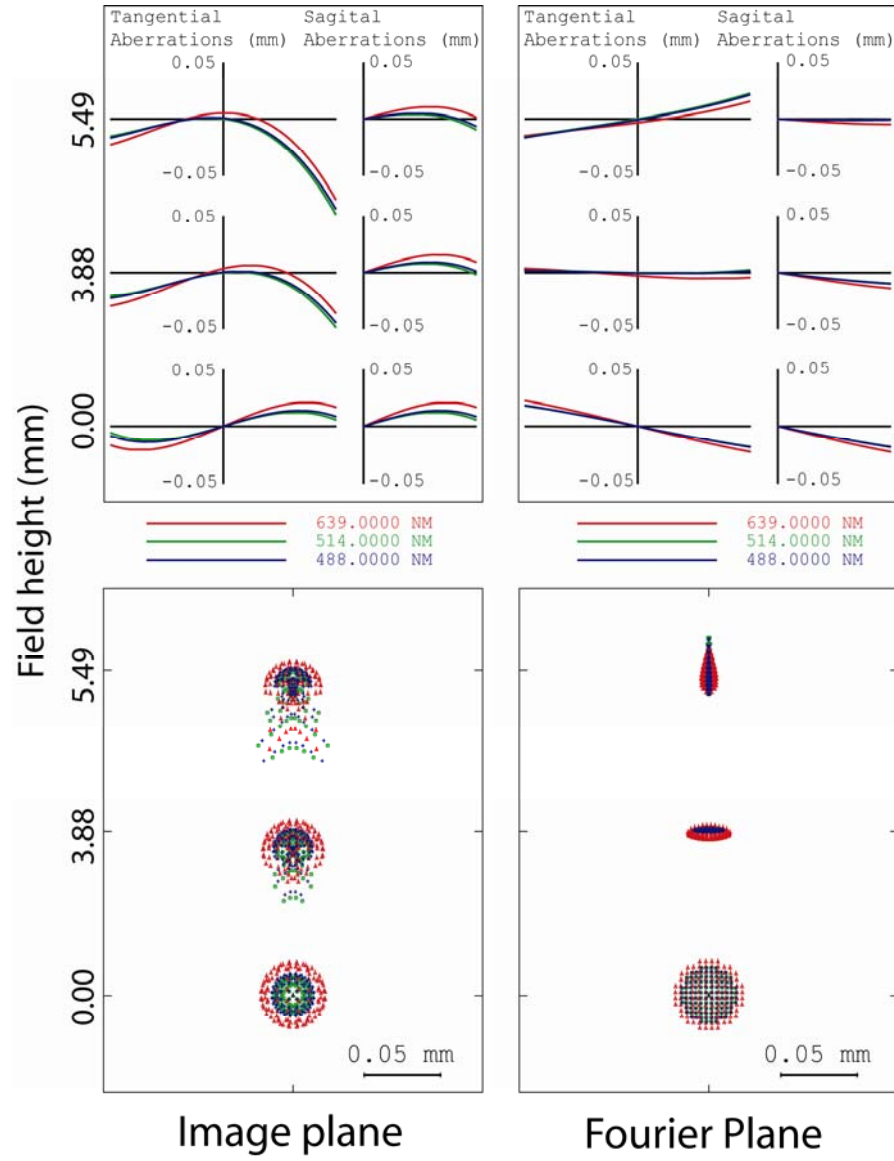 Tangential Sagital
Aberrations (mm) Aberrations (mm)
0.05 0.05
5.49
-0.05 -0.05
0.05 0.05
3.88
-0.05 -0.05
0.05 0.05
0.00
-0.05 -0.05
639.0000 NM
514.0000 NM
488.0000 NM
Tangential Sagital
Aberrations (mm) Aberrations (mm)
0.05 0.05
-0.05 -0.05
0.05 0.05
-0.05 -0.05
0.05 0.05
-0.05 -0.05
639.0000 NM
514.0000 NM
488.0000 NM
Field height (mm)
5.49
3.88
0.00
0.05 mm
0.05 mm
Image plane
Fourier Plane